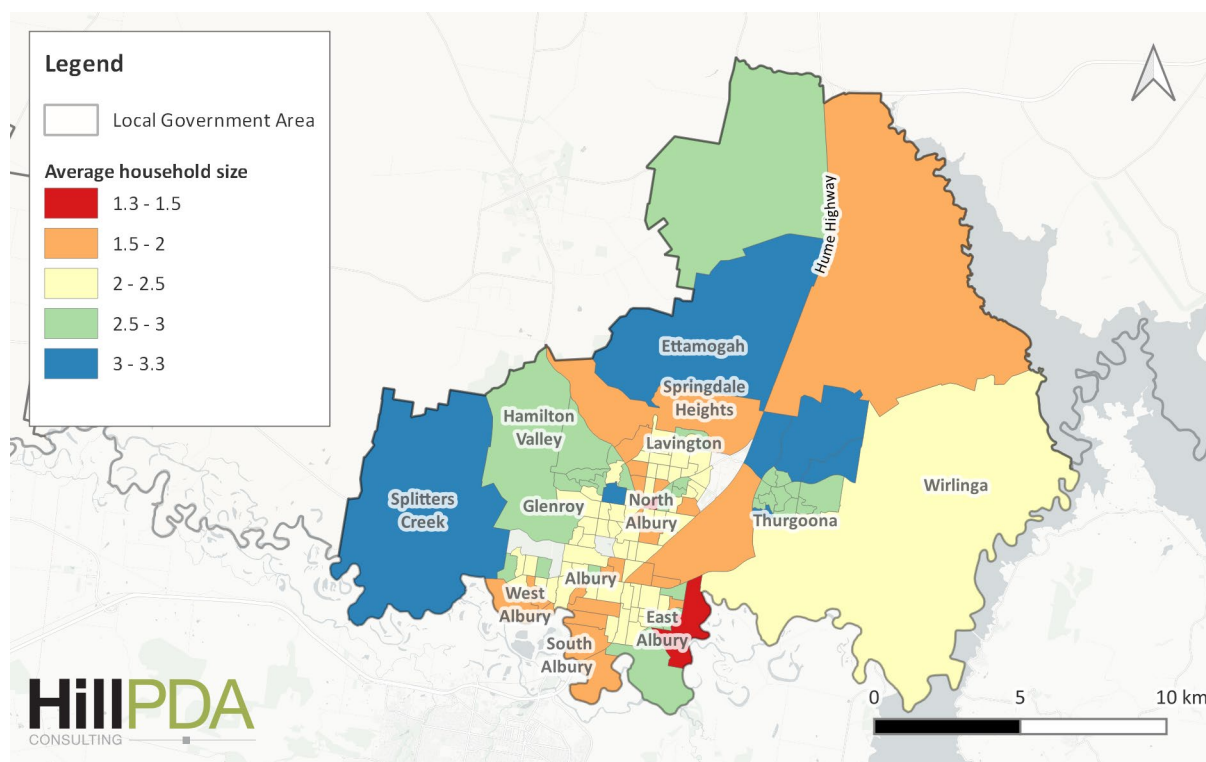 Legend
Local Government Area
Average household size
1.3 - 1.5
1.5 - 2
2 - 2.5
2.5 - 3
3 - 3.3
Hume Highway
Ettamogah
Springdale
Heights
Hamilton
Valley
Lavington
Splitters
Creek
Glenroy
North
Albury
Thurgoona
Wirlinga
Albury
West
Albury
East
Albury
South
Albury
HillPDA
CONSULTING
0 5 10 km